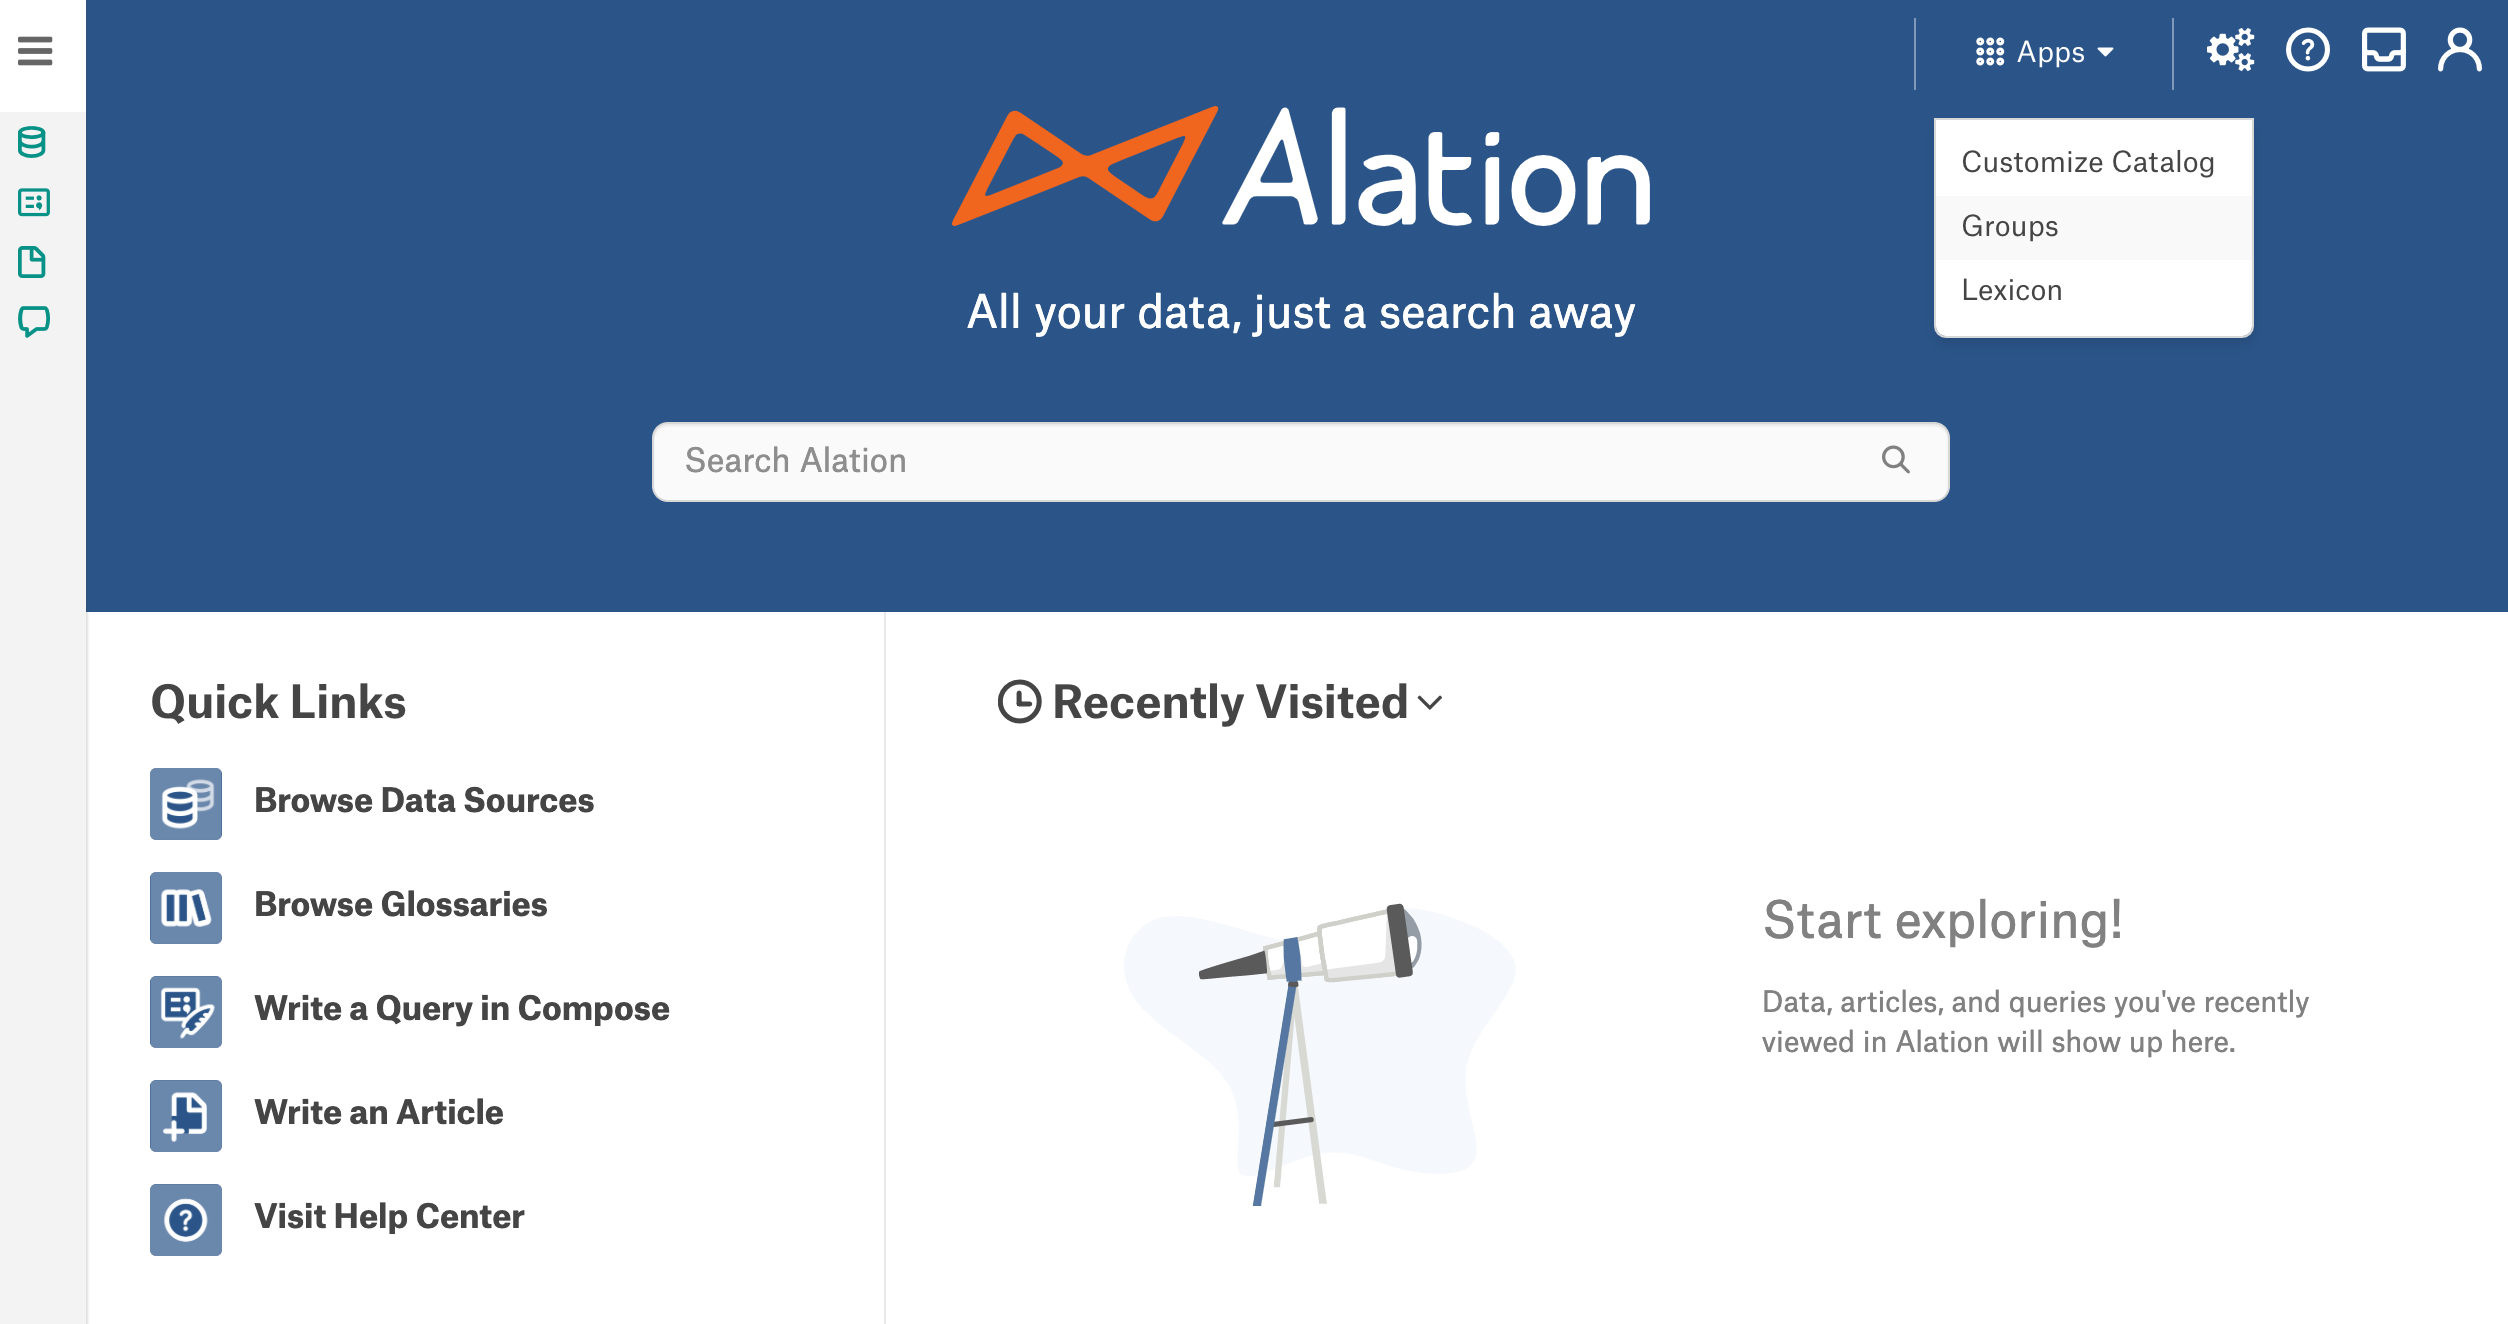 Apps
Alation
Customize Catalog
Groups
Lexicon
All your data, just a search away
Search Alation
Quick Links
Browse Data Sources
Browse Glossaries
Write a Query in Compose
Write an Article
Visit Help Center
Recently Visited
Start exploring!
Data, articles, and queries you've recently
viewed in Alation will show up here.